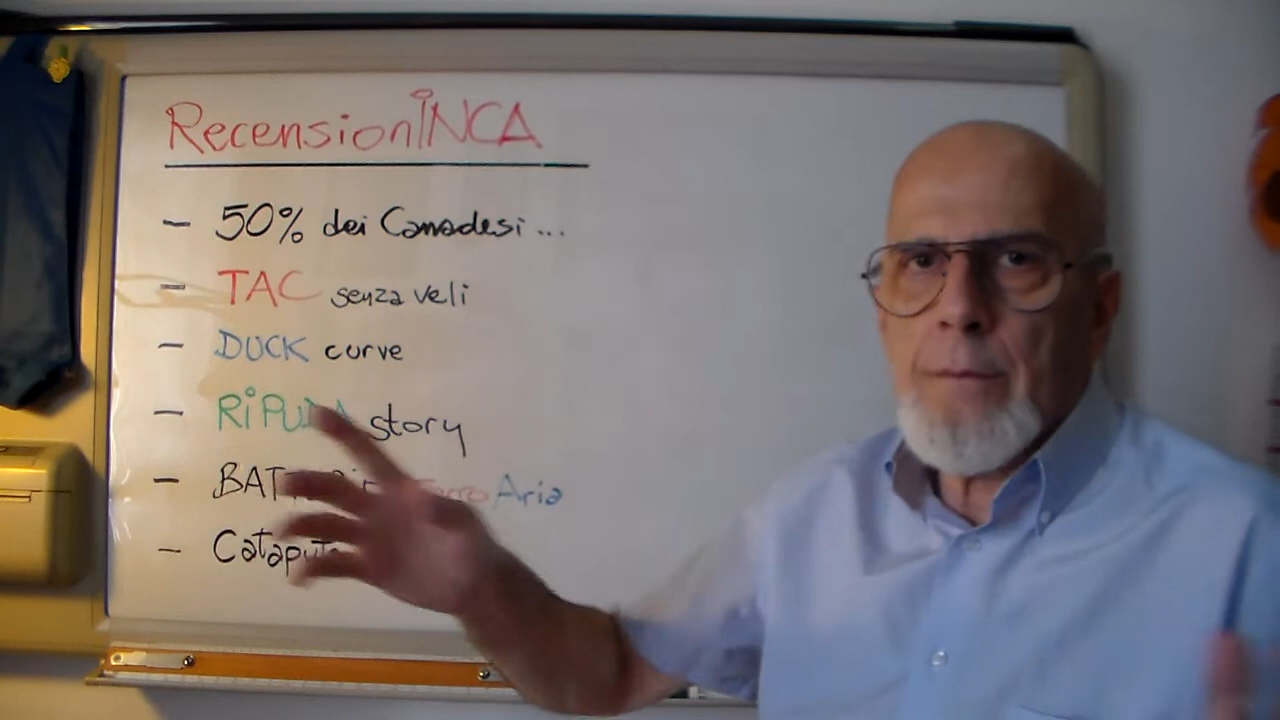 RecensionINCA
- 50% dei Canadesi...
- TAC senza veli
- DUCK curve
- story
- Aria
-